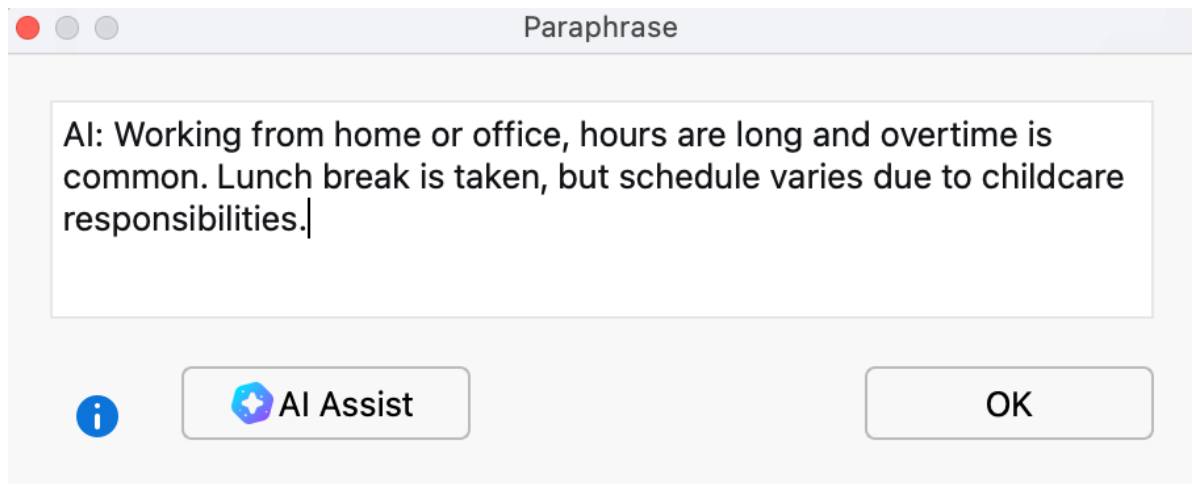 Paraphrase
AI: Working from home or office, hours are long and overtime is
common. Lunch break is taken, but schedule varies due to childcare
responsibilities.
AI Assist
OK